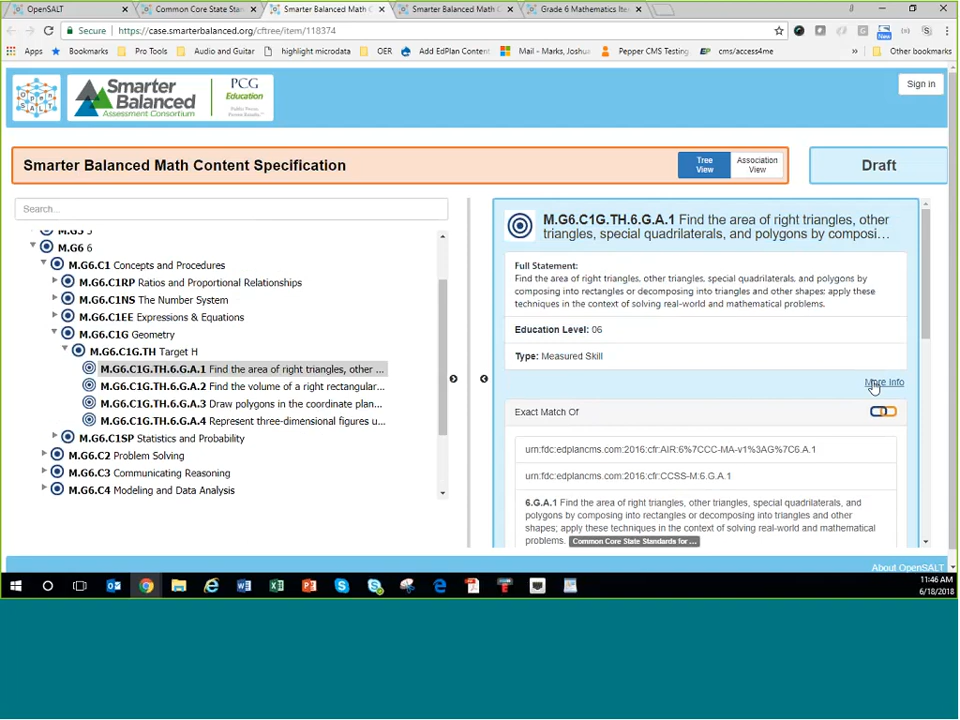 OpenSALT
Common Core State Stan
Smarter Balanced Math C
Smarter Balanced Math C
Grade 6 Mathematics Ite
Secure
https://case.smarterbalanced.org/cftree/item/118374
New
Apps
Bookmarks
Pro Tools
Audio and Guitar
highlight microdata
OER
Add EdPlan Content
Mail - Marks, Joshua
Pepper CMS Testing
cms/access4me
»
Other bookmarks
Smarter
Balanced
Assessment Consortium
PCG
Education
Sign in
Smarter Balanced Math Content Specification
Tree
View
Association
View
Draft
Search...
M.G5 5
M.G6 6
M.G6.C1 Concepts and Procedures
M.G6.C1RP Ratios and Proportional Relationships
M.G6.C1NS The Number System
M.G6.C1EE Expressions & Equations
M.G6.C1G Geometry
M.G6.C1G.TH Target H
M.G6.C1G.TH.6.G.A.1 Find the area of right triangles, other ...
M.G6.C1G.TH.6.G.A.2 Find the volume of a right rectangular...
M.G6.C1G.TH.6.G.A.3 Draw polygons in the coordinate plan...
M.G6.C1G.TH.6.G.A.4 Represent three-dimensional figures u...
M.G6.C1SP Statistics and Probability
M.G6.C2 Problem Solving
M.G6.C3 Communicating Reasoning
M.G6.C4 Modeling and Data Analysis
M.G6.C1G.TH.6.G.A.1 Find the area of right triangles, other
triangles, special quadrilaterals, and polygons by composi...
Full Statement:
Find the area of right triangles, other triangles, special quadrilaterals, and polygons by
composing into rectangles or decomposing into triangles and other shapes; apply these
techniques in the context of solving real-world and mathematical problems.
Education Level: 06
Type: Measured Skill
More Info
Exact Match Of
urn:fdc:edplancms.com:2016:cfr:AIR:6%7CCC-MA-v1%3AG%7C6.A.1
urn:fdc:edplancms.com:2016:cfr:CCSS-M:6.G.A.1
6.G.A.1 Find the area of right triangles, other triangles, special quadrilaterals, and
polygons by composing into rectangles or decomposing into triangles and other
shapes; apply these techniques in the context of solving real-world and mathematical
problems. Common Core State Standards for ...
About OpenSALT
11:46 AM
6/18/2018